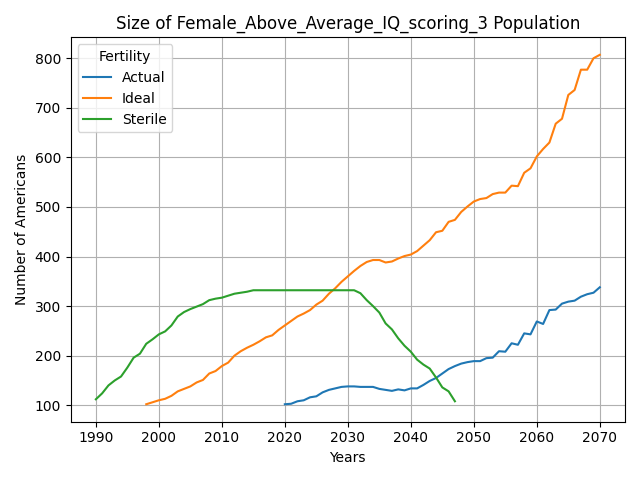 Size of Female_Above_Average_IQ_scoring_3 Population
Fertility
Actual
Ideal
Sterile
Number of Americans
800
700
600
500
400
300
200
100
1990 2000 2010 2020 2030 2040 2050 2060 2070
Years